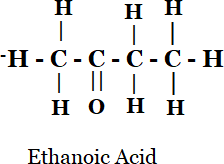 H H H
-H - C - C - C - C - H
H O H H
Ethanoic Acid